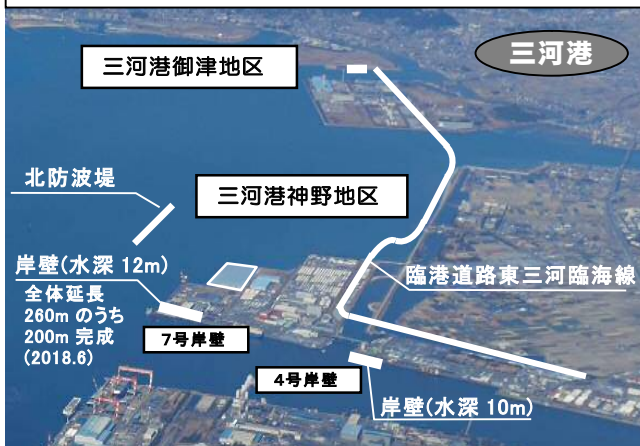 三河港御津地区
三河港
北防波堤
三河港神野地区
岸壁(水深 12m)
全体延長
260m のうち
200m 完成
(2018.6)
臨港道路東三河臨海線
7号岸壁
4号岸壁
岸壁(水深 10m)